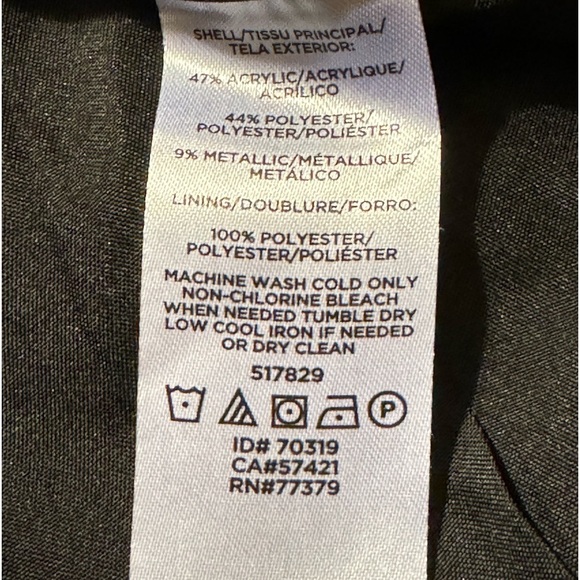 SHELL/TISSU PRINCIPAL/
TELA EXTERIOR:
47% ACRYLIC/ACRYLIQUE/
ACRÍLICO
44% POLYESTER/
POLYESTER/POLIÉSTER
9% METALLIC/MÉTALLIQUE/
METÁLICO
LINING/DOUBLURE/FORRO:
100% POLYESTER/
POLYESTER/POLIÉSTER
MACHINE WASH COLD ONLY
NON-CHLORINE BLEACH
WHEN NEEDED TUMBLE DRY
LOW COOL IRON IF NEEDED
OR DRY CLEAN
517829
P
ID# 70319
CA#57421
RN#77379